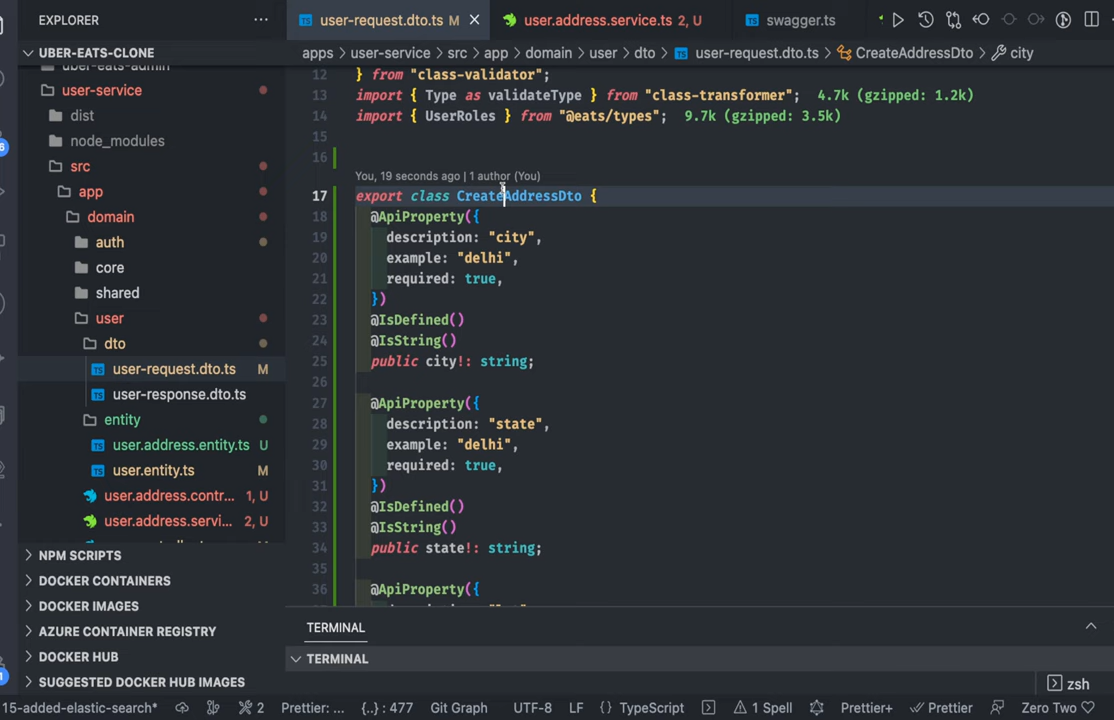 EXPLORER
user-request.dto.ts M
user.address.service.ts 2, U
swagger.ts
UBER-EATS-CLONE
apps > user-service > src > app > domain > user > dto > user-request.dto.ts > CreateAddressDto > city
uber-eats-admin
user-service
dist
node_modules
src
app
domain
auth
core
shared
user
dto
user-request.dto.ts M
user-response.dto.ts
entity
user.address.entity.ts U
user.entity.ts M
user.address.contr... 1, U
user.address.servi... 2, U
NPM SCRIPTS
DOCKER CONTAINERS
DOCKER IMAGES
AZURE CONTAINER REGISTRY
DOCKER HUB
SUGGESTED DOCKER HUB IMAGES
12 } from "class-validator";
13 import { Type as validateType } from "class-transformer"; 4.7k (gzipped: 1.2k)
14 import { UserRoles } from "@eats/types"; 9.7k (gzipped: 3.5k)
15
16
You, 19 seconds ago | 1 author (You)
17 export class CreateAddressDto {
18 @ApiProperty({
19 description: "city",
20 example: "delhi",
21 required: true,
22 })
23 @IsDefined()
24 @IsString()
25 public city!: string;
26
27 @ApiProperty({
28 description: "state",
29 example: "delhi",
30 required: true,
31 })
32 @IsDefined()
33 @IsString()
34 public state!: string;
35
36 @ApiProperty({
TERMINAL
TERMINAL
zsh
15-added-elastic-search* 2 Prettier: ... {..} : 477 Git Graph UTF-8 LF {} TypeScript 1 Spell Prettier+ Prettier Zero Two ♡